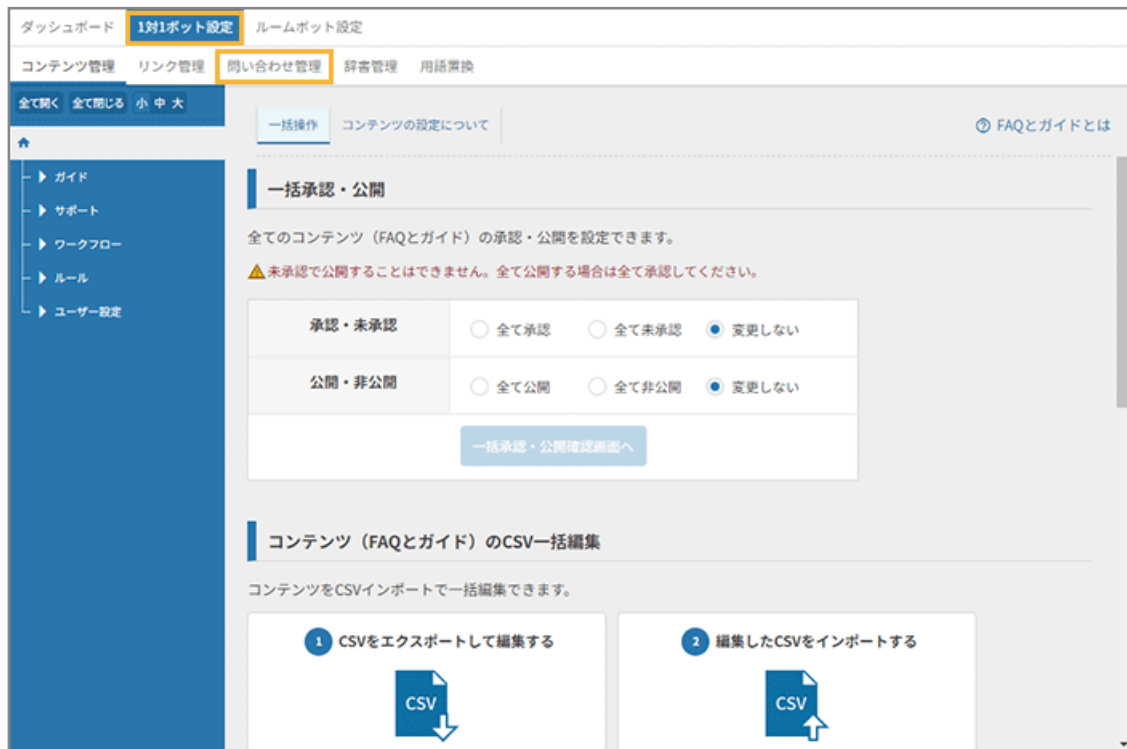 ダッシュボード 1対1ボット設定 ルームボット設定
コンテンツ管理 リンク管理 問い合わせ管理 辞書管理 用語置換
全て開く 全て閉じる 小 中 大
一括操作 コンテンツの設定について
FAQとガイドとは
ガイド
サポート
ワークフロー
ルール
ユーザー設定
一括承認・公開
全てのコンテンツ（FAQとガイド）の承認・公開を設定できます。
未承認で公開することはできません。全て公開する場合は全て承認してください。
承認・未承認 全て承認 全て未承認 変更しない
公開・非公開 全て公開 全て非公開 変更しない
一括承認・公開確認画面へ
コンテンツ（FAQとガイド）のCSV一括編集
コンテンツをCSVインポートで一括編集できます。
1 CSVをエクスポートして編集する
CSV
2 編集したCSVをインポートする
CSV